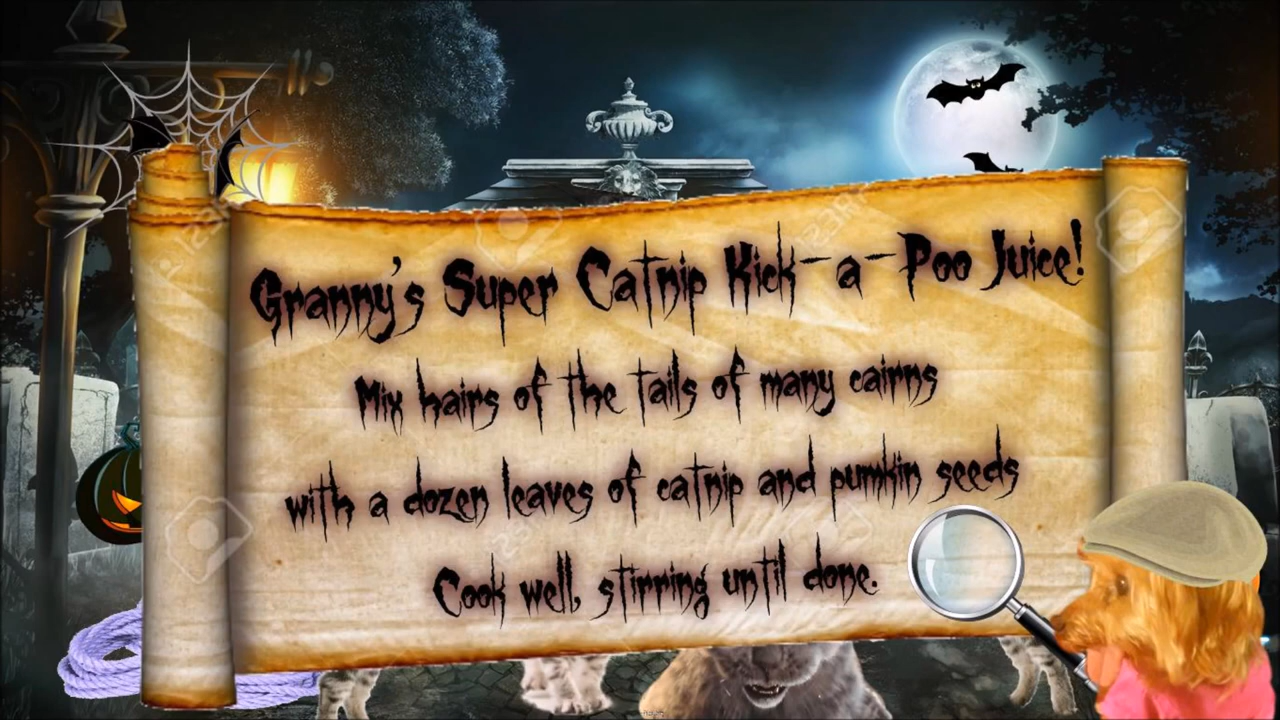 Granny's Super Catnip Kick-a-Poo Juice!
Mix hairs of the tails of many cairns
with a dozen leaves of catnip and pumkin seeds
Cook well, stirring until done.